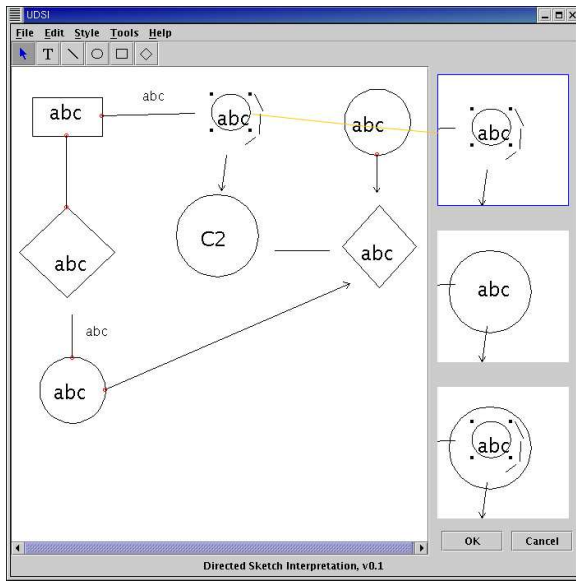 UDSI
File Edit Style Tools Help
T
abc
abc
abc
abc
abc
C2
abc
abc
abc
abc
abc
abc
abc
OK Cancel
Directed Sketch Interpretation, v0.1